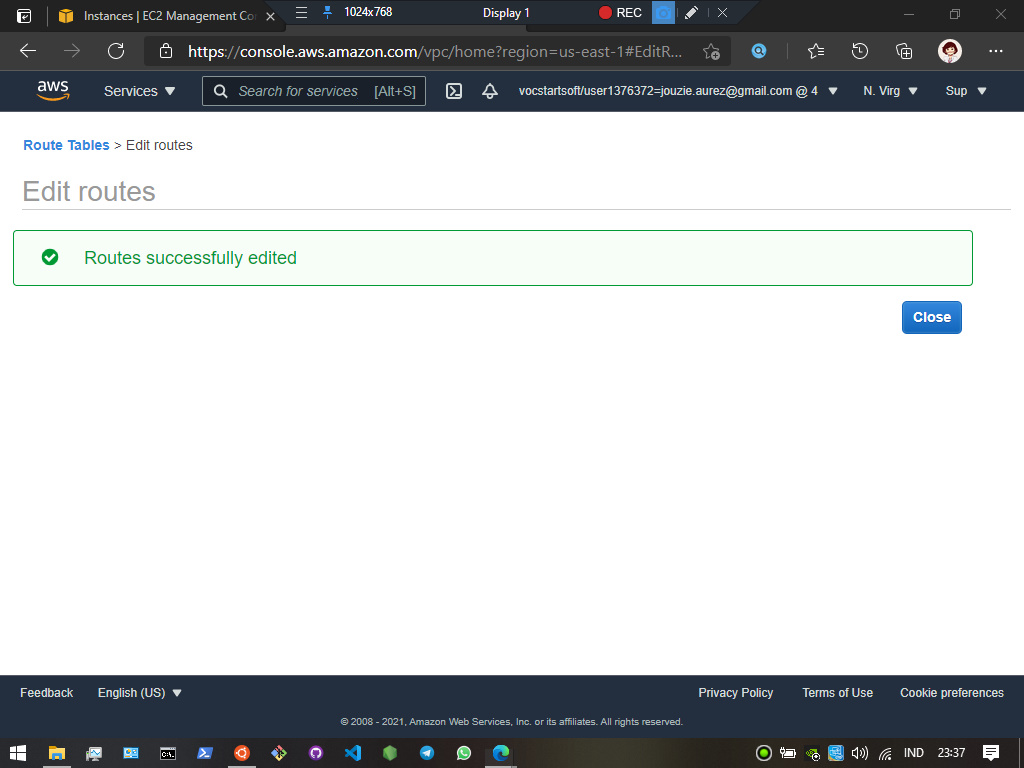 1024x768
Display 1
REC
Instances | EC2 Management Co
https://console.aws.amazon.com/vpc/home?region=us-east-1#EditR...
aws
Services
Search for services
[Alt+S]
vocstartsoft/user1376372=jouzie.aurez@gmail.com @ 4
N. Virg
Sup
Route Tables > Edit routes
Edit routes
Routes successfully edited
Close
Feedback
English (US)
Privacy Policy
Terms of Use
Cookie preferences
© 2008 - 2021, Amazon Web Services, Inc. or its affiliates. All rights reserved.
IND
23:37